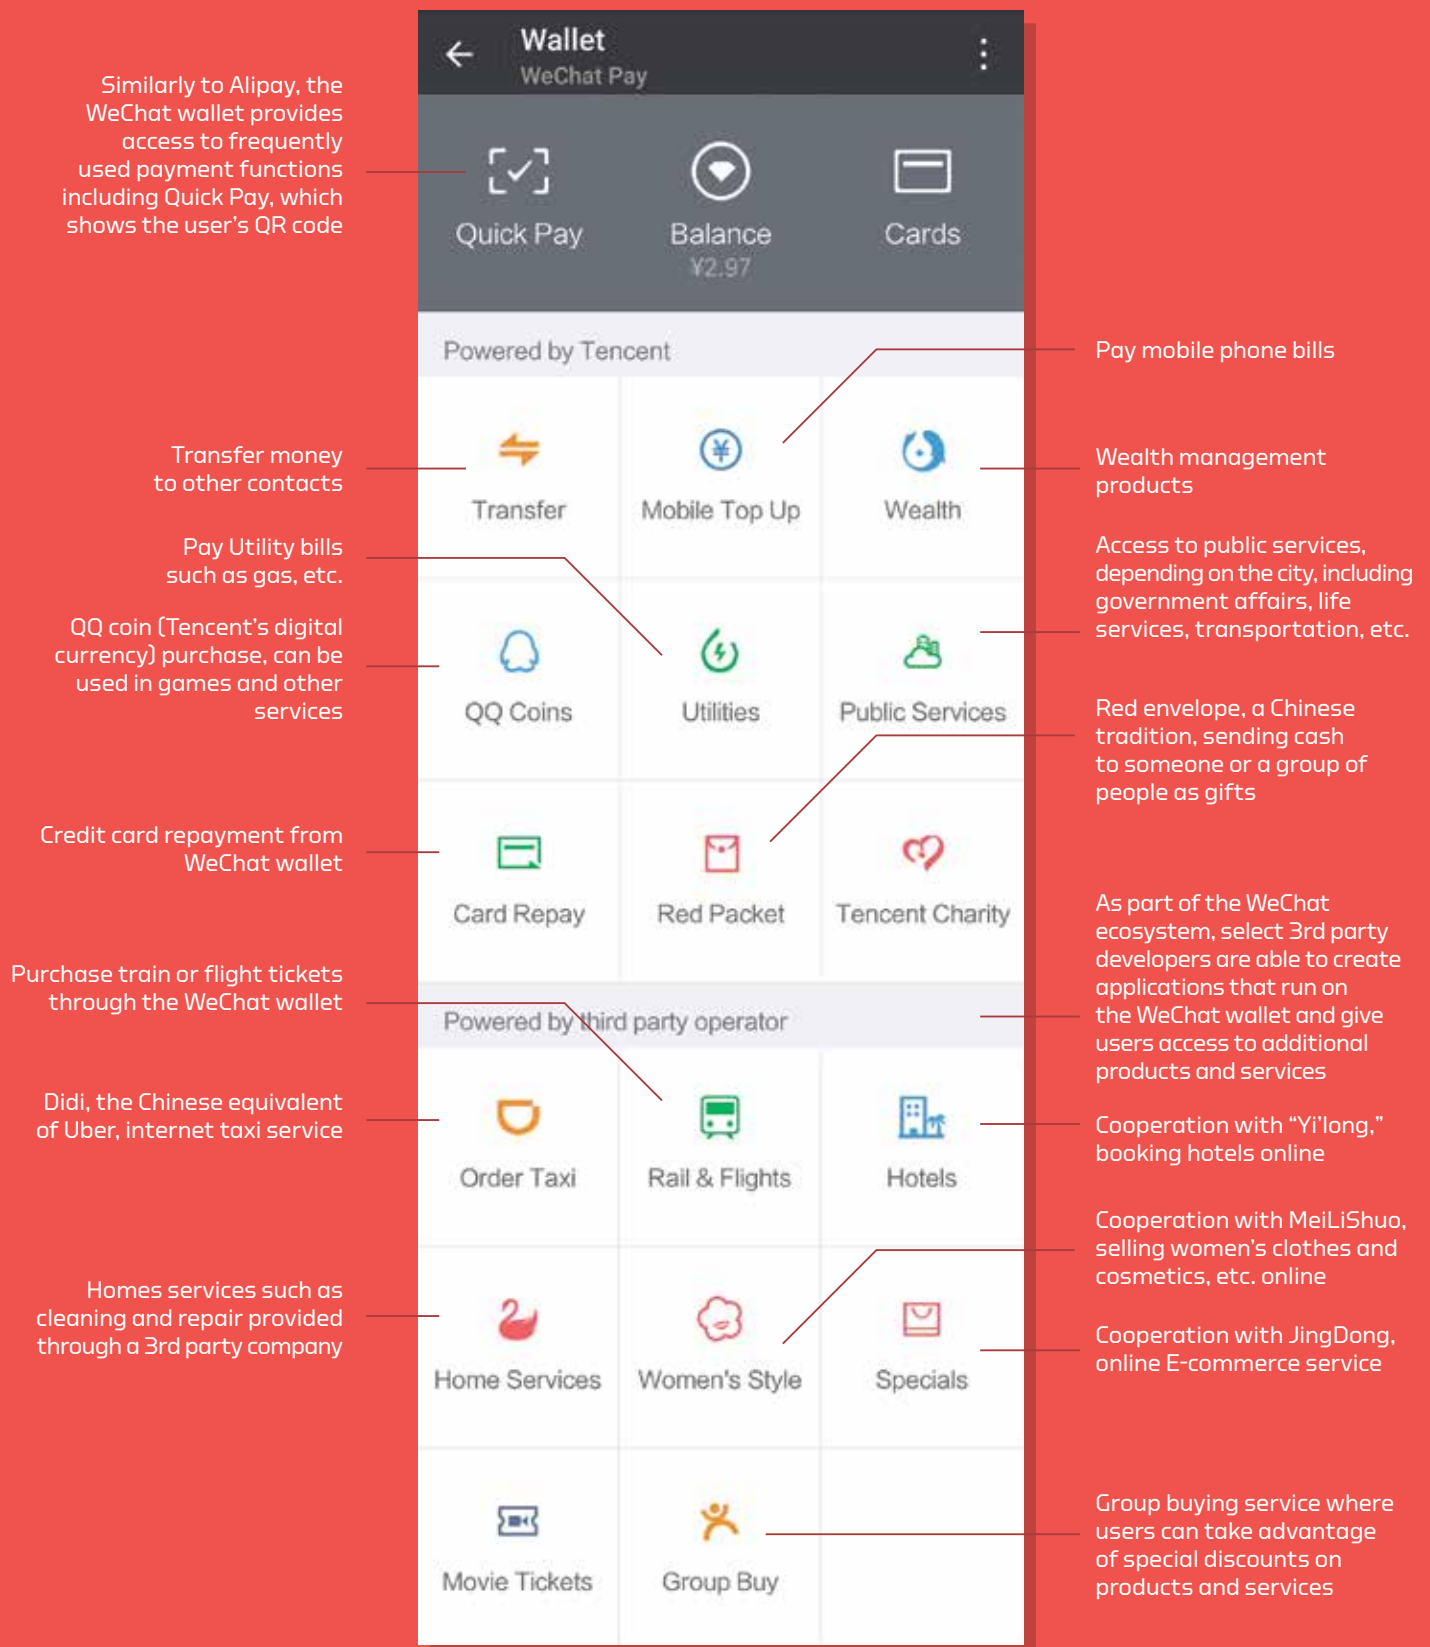 Wallet
WeChat Pay
Similarly to Alipay, the
WeChat wallet provides
access to frequently
used payment functions
including Quick Pay, which
shows the user's QR code
Quick Pay
Balance
¥2.97
Cards
Powered by Tencent
Pay mobile phone bills
Transfer money
to other contacts
Transfer
Mobile Top Up
Wealth
Wealth management
products
Pay Utility bills
such as gas, etc.
Access to public services,
depending on the city, including
government affairs, life
services, transportation, etc.
QQ coin (Tencent's digital
currency) purchase, can be
used in games and other
services
QQ Coins
Utilities
Public Services
Red envelope, a Chinese
tradition, sending cash
to someone or a group of
people as gifts
Credit card repayment from
WeChat wallet
Card Repay
Red Packet
Tencent Charity
Purchase train or flight tickets
through the WeChat wallet
Powered by third party operator
As part of the WeChat
ecosystem, select 3rd party
developers are able to create
applications that run on
the WeChat wallet and give
users access to additional
products and services
Didi, the Chinese equivalent
of Uber, internet taxi service
Order Taxi
Rail & Flights
Hotels
Cooperation with “Yi'long,”
booking hotels online
Cooperation with MeiLiShuo,
selling women's clothes and
cosmetics, etc. online
Homes services such as
cleaning and repair provided
through a 3rd party company
Home Services
Women's Style
Specials
Cooperation with JingDong,
online E-commerce service
Movie Tickets
Group Buy
Group buying service where
users can take advantage
of special discounts on
products and services